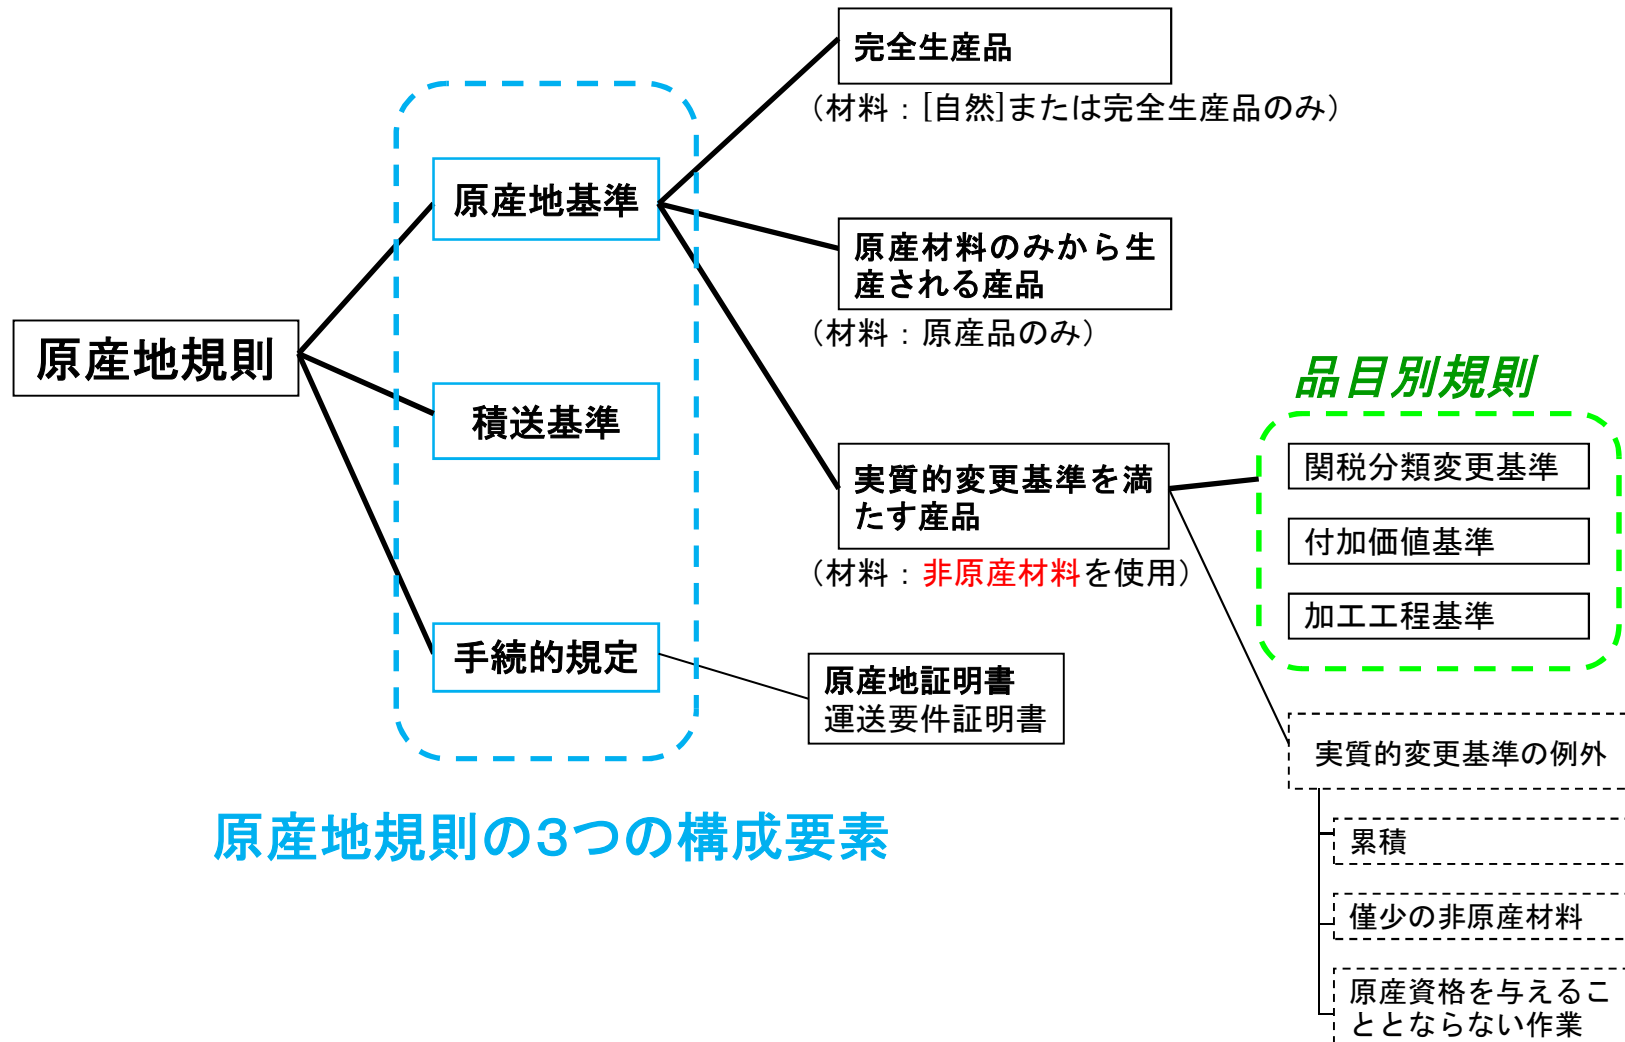 完全生産品
（材料：[自然]または完全生産品のみ）
原産地基準
原産材料のみから生
産される産品
（材料：原産品のみ）
原産地規則
積送基準
実質的変更基準を満
たす産品
（材料：非原産材料を使用）
品目別規則
関税分類変更基準
付加価値基準
加工工程基準
手続的規定
原産地証明書
運送要件証明書
実質的変更基準の例外
累積
僅少の非原産材料
原産資格を与えるこ
ととならない作業
原産地規則の3つの構成要素